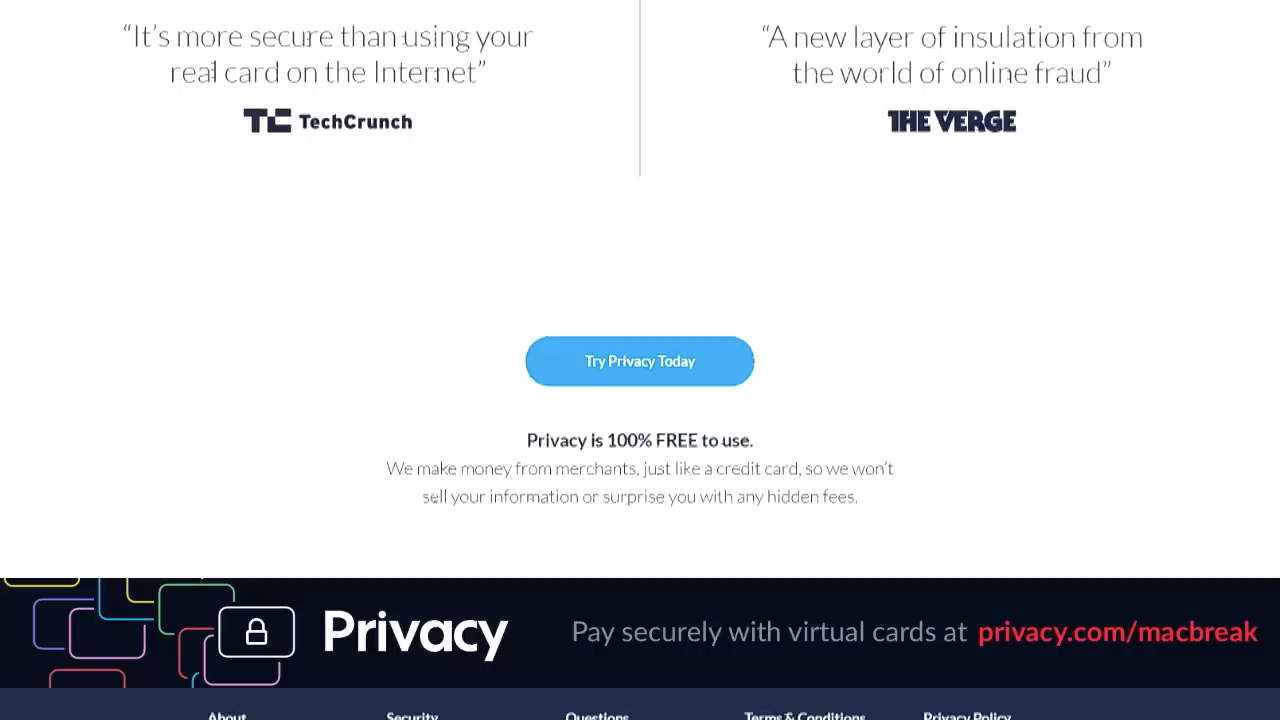 “It’s more secure than using your
real card on the Internet”
TechCrunch
“A new layer of insulation from
the world of online fraud”
THE VERGE
Try Privacy Today
Privacy is 100% FREE to use.
We make money from merchants, just like a credit card, so we won’t
sell your information or surprise you with any hidden fees.
Privacy
Pay securely with virtual cards at privacy.com/macbreak
About
Security
Questions
Terms & Conditions
Privacy Policy